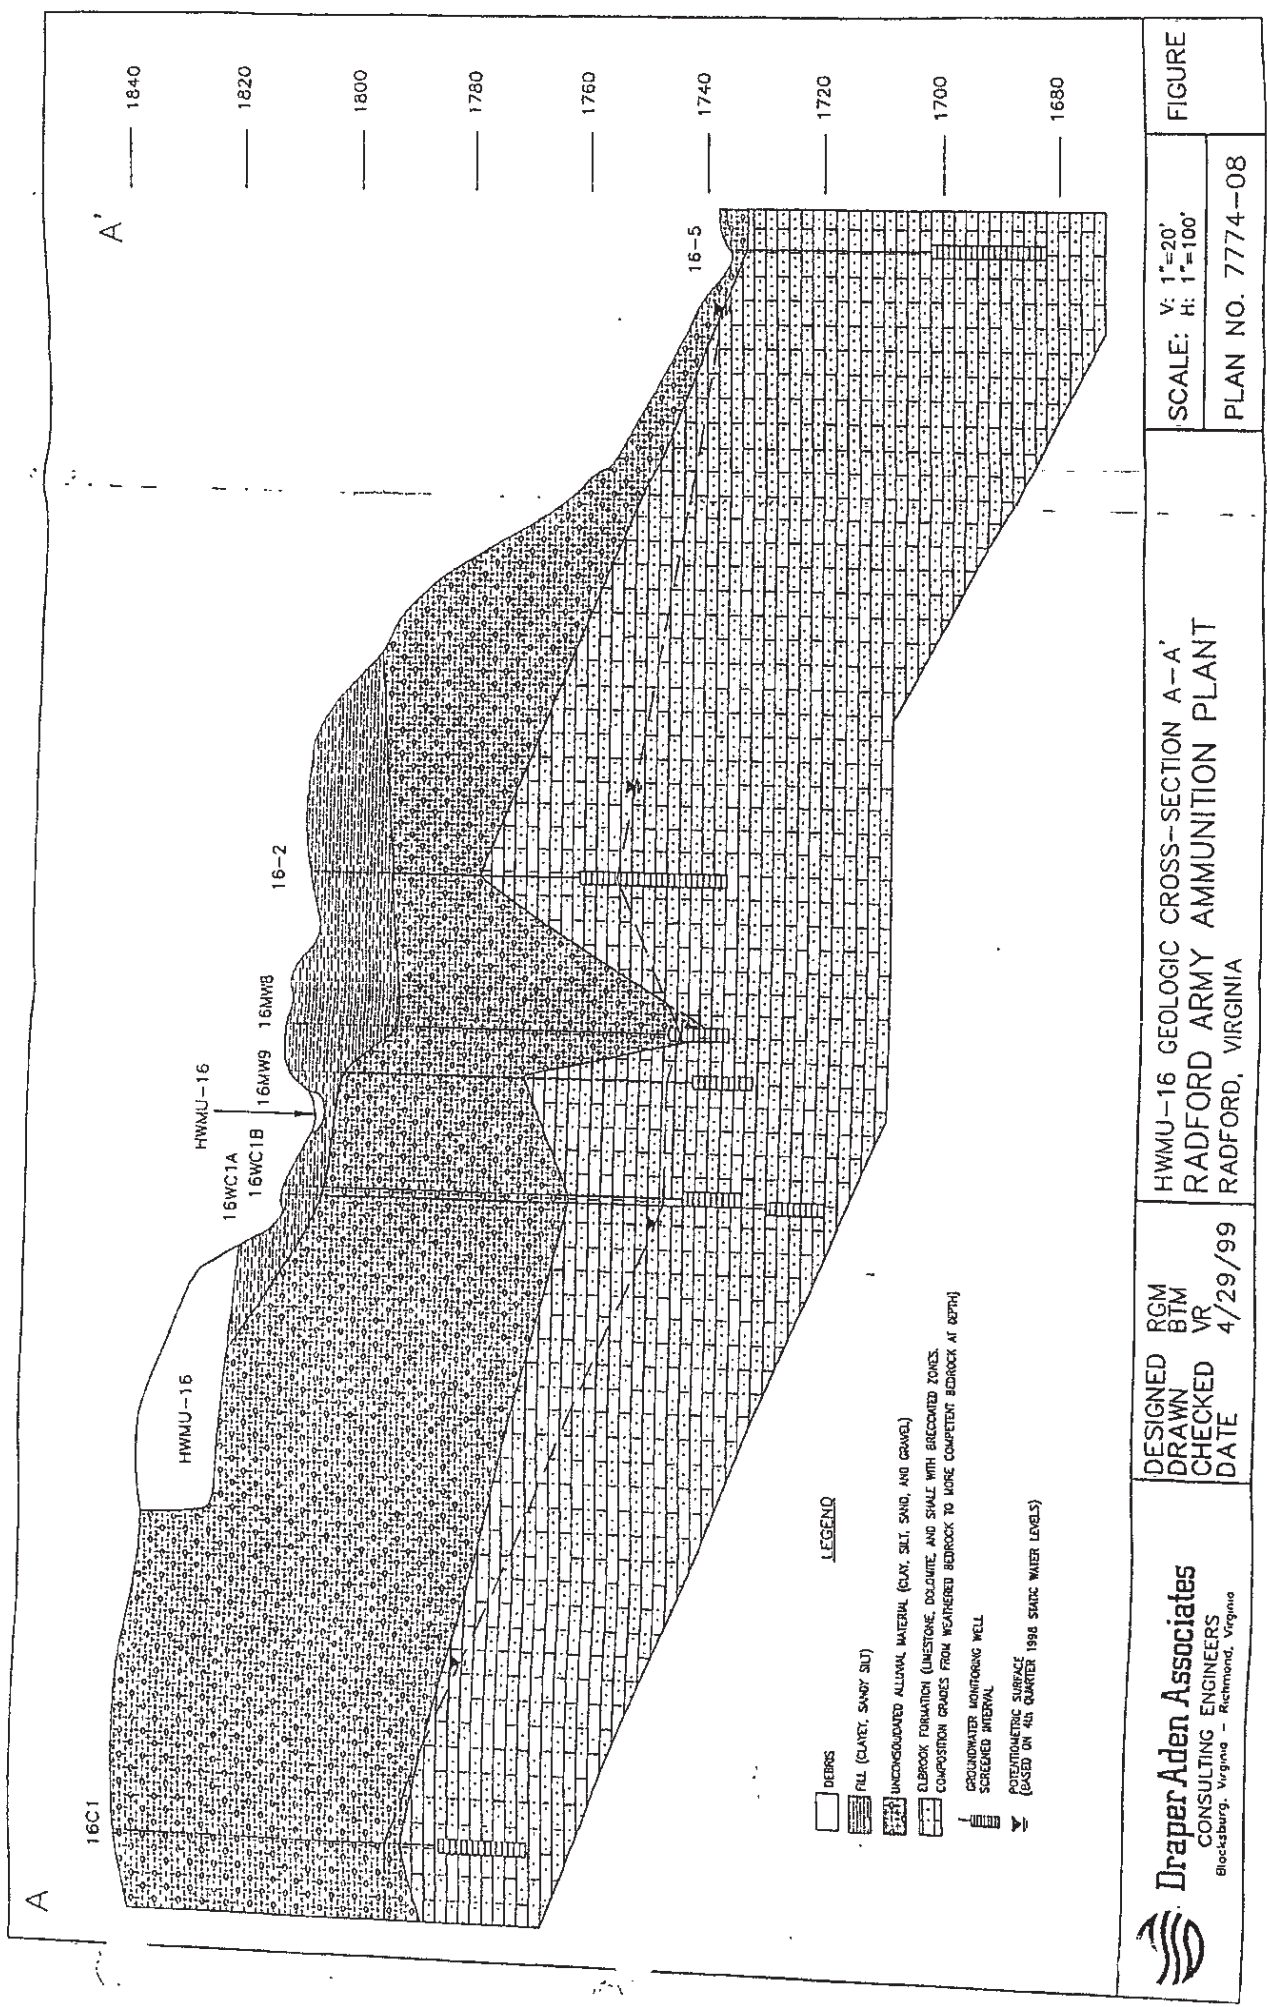 A
A'
1840
1820
1800
1780
1760
1740
1720
1700
1680
16C1
HWMU-16
16WC1A
16WC1B
HWMU-16
16MW9
16MW8
16-2
16-5
LEGEND
DEBRIS
FILL (CLAYEY, SANDY SILT)
UNCONSOLIDATED ALLUVIAL MATERIAL (CLAY, SILT, SAND, AND GRAVEL)
ELBROOK FORMATION (LIMESTONE, DOLOMITE, AND SHALE WITH BRECCIATED ZONES.
COMPOSITION GRADES FROM WEATHERED BEDROCK TO MORE COMPETENT BEDROCK AT DEPTH)
GROUNDWATER MONITORING WELL
SCREENED INTERVAL
POTENTIOMETRIC SURFACE
(BASED ON 4th QUARTER 1998 STATIC WATER LEVELS)
Draper Aden Associates
CONSULTING ENGINEERS
Blacksburg, Virginia - Richmond, Virginia
DESIGNED RGM
DRAWN BTM
CHECKED VR
DATE 4/29/99
HWMU-16 GEOLOGIC CROSS-SECTION A-A'
RADFORD ARMY AMMUNITION PLANT
RADFORD, VIRGINIA
SCALE: V: 1"=20'
H: 1"=100'
PLAN NO. 7774-08
FIGURE